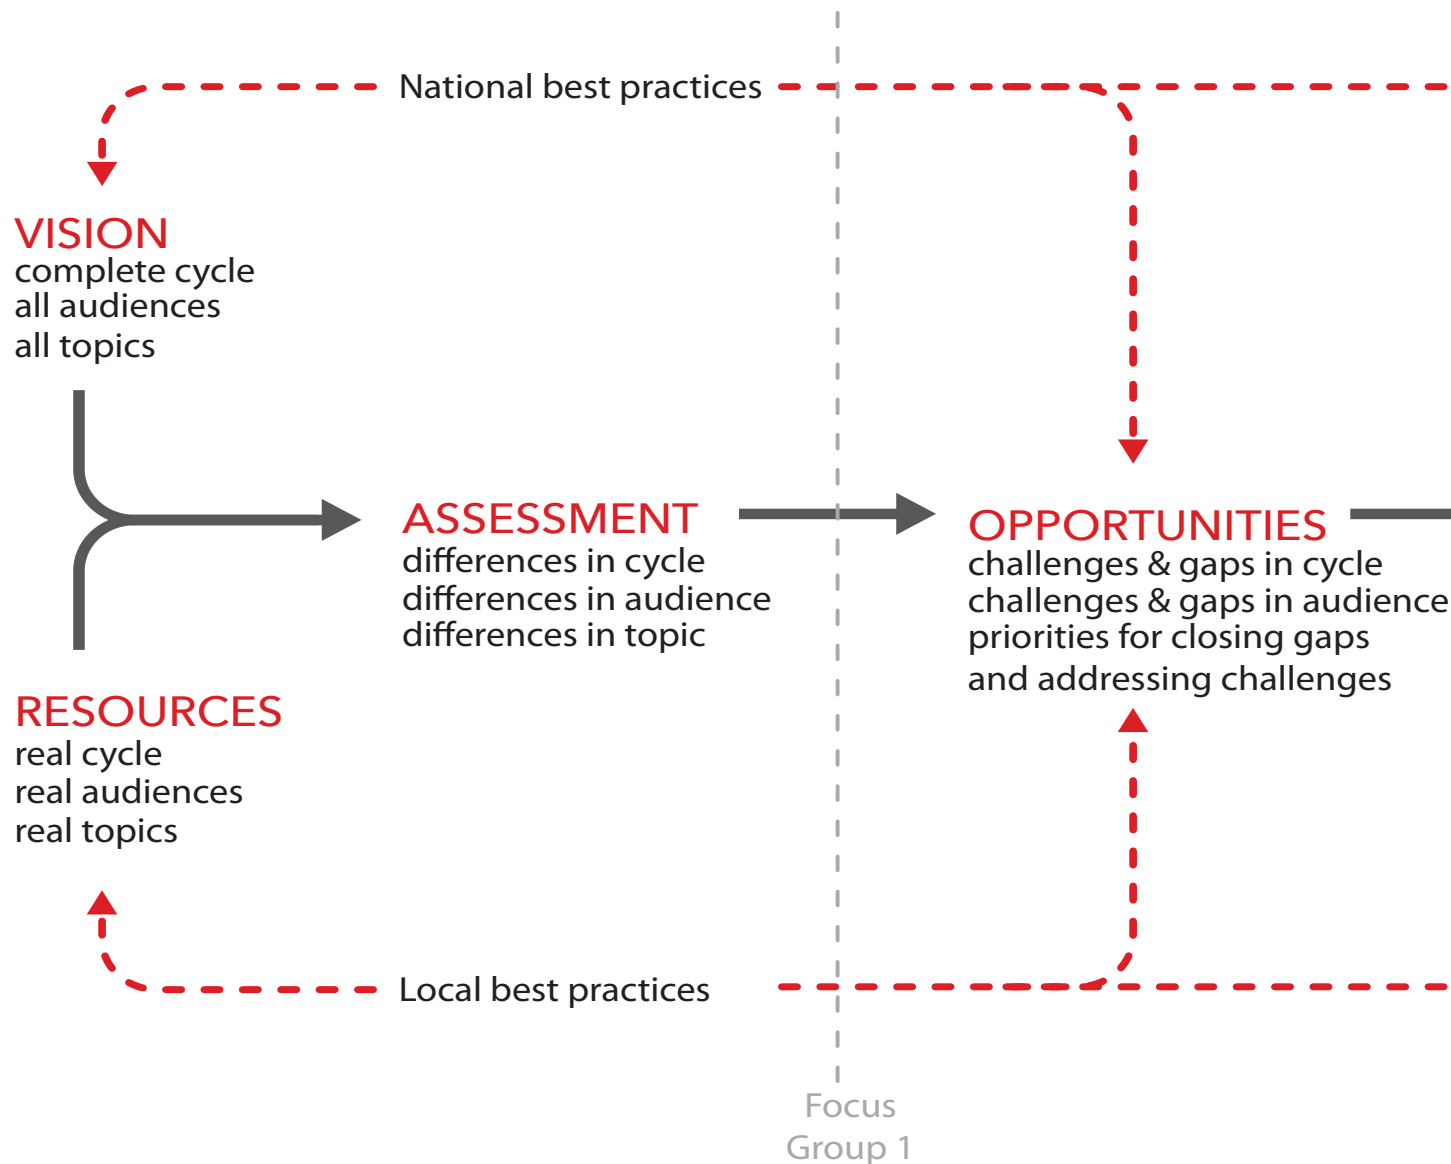 National best practices
VISION
complete cycle
all audiences
all topics
ASSESSMENT
differences in cycle
differences in audience
differences in topic
OPPORTUNITIES
challenges & gaps in cycle
challenges & gaps in audience
priorities for closing gaps
and addressing challenges
RESOURCES
real cycle
real audiences
real topics
Local best practices
Focus
Group 1